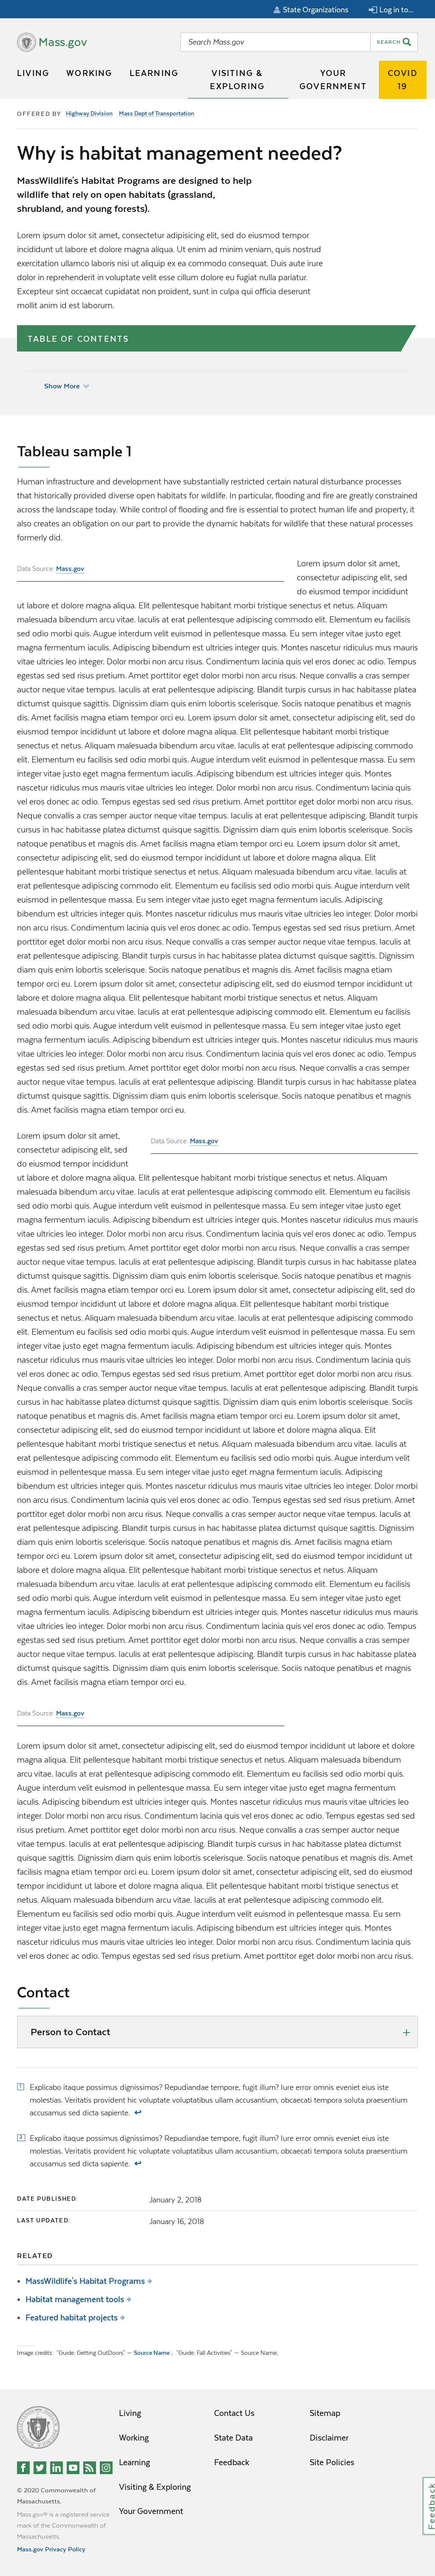 State Organizations
Log in to...
Mass.gov
Search Mass.gov
SEARCH
LIVING
WORKING
LEARNING
VISITING &
EXPLORING
YOUR
GOVERNMENT
COVID
19
OFFERED BY Highway Division Mass Dept of Transportation
Why is habitat management needed?
MassWildlife's Habitat Programs are designed to help
wildlife that rely on open habitats (grassland,
shrubland, and young forests).
Lorem ipsum dolor sit amet, consectetur adipisicing elit, sed do eiusmod tempor
incididunt ut labore et dolore magna aliqua. Ut enim ad minim veniam, quis nostrud
exercitation ullamco laboris nisi ut aliquip ex ea commodo consequat. Duis aute irure
dolor in reprehenderit in voluptate velit esse cillum dolore eu fugiat nulla pariatur.
Excepteur sint occaecat cupidatat non proident, sunt in culpa qui officia deserunt
mollit anim id est laborum.
TABLE OF CONTENTS
Show More
Tableau sample 1
Human infrastructure and development have substantially restricted certain natural disturbance processes
that historically provided diverse open habitats for wildlife. In particular, flooding and fire are greatly constrained
across the landscape today. While control of flooding and fire is essential to protect people and property, it
also creates an obligation on our part to provide the dynamic habitats for wildlife that these natural processes
formerly did.
Data Source: Mass.gov
Lorem ipsum dolor sit amet,
consectetur adipiscing elit, sed
do eiusmod tempor incididunt
ut labore et dolore magna aliqua. Elit pellentesque habitant morbi tristique senectus et netus. Aliquam
malesuada bibendum arcu vitae. Iaculis at erat pellentesque adipiscing commodo elit. Elementum eu facilisis
sed odio morbi quis. Augue interdum velit euismod in pellentesque massa. Eu sem integer vitae justo eget
magna fermentum iaculis. Adipiscing bibendum est ultricies integer quis. Montes nascetur ridiculus mus mauris
vitae ultricies leo integer. Dolor morbi non arcu risus. Condimentum lacinia quis vel eros donec ac odio. Tempus
egestas sed sed risus pretium. Amet porttitor eget dolor morbi non arcu risus. Neque convallis a cras semper
auctor neque vitae tempus. Iaculis at erat pellentesque adipiscing. Blandit turpis cursus in hac habitasse platea
dictumst quisque sagittis. Dignissim diam quis enim lobortis scelerisque. Sociis natoque penatibus et magnis
dis. Amet facilisis magna etiam tempor orci eu. Lorem ipsum dolor sit amet, consectetur adipiscing elit, sed do
eiusmod tempor incididunt ut labore et dolore magna aliqua. Elit pellentesque habitant morbi tristique
senectus et netus. Aliquam malesuada bibendum arcu vitae. Iaculis at erat pellentesque adipiscing commodo
elit. Elementum eu facilisis sed odio morbi quis. Augue interdum velit euismod in pellentesque massa. Eu sem
integer vitae justo eget magna fermentum iaculis. Adipiscing bibendum est ultricies integer quis. Montes
nascetur ridiculus mus mauris vitae ultricies leo integer. Dolor morbi non arcu risus. Condimentum lacinia quis
vel eros donec ac odio. Tempus egestas sed sed risus pretium. Amet porttitor eget dolor morbi non arcu risus.
Neque convallis a cras semper auctor neque vitae tempus. Iaculis at erat pellentesque adipiscing. Blandit turpis
cursus in hac habitasse platea dictumst quisque sagittis. Dignissim diam quis enim lobortis scelerisque. Sociis
natoque penatibus et magnis dis. Amet facilisis magna etiam tempor orci eu. Lorem ipsum dolor sit amet,
consectetur adipiscing elit, sed do eiusmod tempor incididunt ut labore et dolore magna aliqua. Elit
pellentesque habitant morbi tristique senectus et netus. Aliquam malesuada bibendum arcu vitae. Iaculis at
erat pellentesque adipiscing commodo elit. Elementum eu facilisis sed odio morbi quis. Augue interdum velit
euismod in pellentesque massa. Eu sem integer vitae justo eget magna fermentum iaculis. Adipiscing
bibendum est ultricies integer quis. Montes nascetur ridiculus mus mauris vitae ultricies leo integer. Dolor morbi
non arcu risus. Condimentum lacinia quis vel eros donec ac odio. Tempus egestas sed sed risus pretium. Amet
porttitor eget dolor morbi non arcu risus. Neque convallis a cras semper auctor neque vitae tempus. Iaculis at
erat pellentesque adipiscing. Blandit turpis cursus in hac habitasse platea dictumst quisque sagittis. Dignissim
diam quis enim lobortis scelerisque. Sociis natoque penatibus et magnis dis. Amet facilisis magna etiam tempor
orci eu. Lorem ipsum dolor sit amet, consectetur adipiscing elit, sed do eiusmod tempor incididunt ut labore
et dolore magna aliqua. Elit pellentesque habitant morbi tristique senectus et netus. Aliquam
malesuada bibendum arcu vitae. Iaculis at erat pellentesque adipiscing commodo elit. Elementum eu facilisis
sed odio morbi quis. Augue interdum velit euismod in pellentesque massa. Eu sem integer vitae justo eget
magna fermentum iaculis. Adipiscing bibendum est ultricies integer quis. Montes nascetur ridiculus mus mauris
vitae ultricies leo integer. Dolor morbi non arcu risus. Condimentum lacinia quis vel eros donec ac odio. Tempus
egestas sed sed risus pretium. Amet porttitor eget dolor morbi non arcu risus. Neque convallis a cras semper
auctor neque vitae tempus. Iaculis at erat pellentesque adipiscing. Blandit turpis cursus in hac habitasse platea
dictumst quisque sagittis. Dignissim diam quis enim lobortis scelerisque. Sociis natoque penatibus et magnis
dis. Amet facilisis magna etiam tempor orci eu.
Lorem ipsum dolor sit amet,
consectetur adipiscing elit, sed
do eiusmod tempor incididunt
Data Source: Mass.gov
ut labore et dolore magna aliqua. Elit pellentesque habitant morbi tristique senectus et netus. Aliquam
malesuada bibendum arcu vitae. Iaculis at erat pellentesque adipiscing commodo elit. Elementum eu facilisis
sed odio morbi quis. Augue interdum velit euismod in pellentesque massa. Eu sem integer vitae justo eget
magna fermentum iaculis. Adipiscing bibendum est ultricies integer quis. Montes nascetur ridiculus mus mauris
vitae ultricies leo integer. Dolor morbi non arcu risus. Condimentum lacinia quis vel eros donec ac odio. Tempus
egestas sed sed risus pretium. Amet porttitor eget dolor morbi non arcu risus. Neque convallis a cras semper
auctor neque vitae tempus. Iaculis at erat pellentesque adipiscing. Blandit turpis cursus in hac habitasse platea
dictumst quisque sagittis. Dignissim diam quis enim lobortis scelerisque. Sociis natoque penatibus et magnis
dis. Amet facilisis magna etiam tempor orci eu. Lorem ipsum dolor sit amet, consectetur adipiscing elit, sed do
eiusmod tempor incididunt ut labore et dolore magna aliqua. Elit pellentesque habitant morbi tristique
senectus et netus. Aliquam malesuada bibendum arcu vitae. Iaculis at erat pellentesque adipiscing commodo
elit. Elementum eu facilisis sed odio morbi quis. Augue interdum velit euismod in pellentesque massa. Eu sem
integer vitae justo eget magna fermentum iaculis. Adipiscing bibendum est ultricies integer quis. Montes
nascetur ridiculus mus mauris vitae ultricies leo integer. Dolor morbi non arcu risus. Condimentum lacinia quis
vel eros donec ac odio. Tempus egestas sed sed risus pretium. Amet porttitor eget dolor morbi non arcu risus.
Neque convallis a cras semper auctor neque vitae tempus. Iaculis at erat pellentesque adipiscing. Blandit turpis
cursus in hac habitasse platea dictumst quisque sagittis. Dignissim diam quis enim lobortis scelerisque. Sociis
natoque penatibus et magnis dis. Amet facilisis magna etiam tempor orci eu. Lorem ipsum dolor sit amet,
consectetur adipiscing elit, sed do eiusmod tempor incididunt ut labore et dolore magna aliqua. Elit
pellentesque habitant morbi tristique senectus et netus. Aliquam malesuada bibendum arcu vitae. Iaculis at
erat pellentesque adipiscing commodo elit. Elementum eu facilisis sed odio morbi quis. Augue interdum velit
euismod in pellentesque massa. Eu sem integer vitae justo eget magna fermentum iaculis. Adipiscing
bibendum est ultricies integer quis. Montes nascetur ridiculus mus mauris vitae ultricies leo integer. Dolor morbi
non arcu risus. Condimentum lacinia quis vel eros donec ac odio. Tempus egestas sed sed risus pretium. Amet
porttitor eget dolor morbi non arcu risus. Neque convallis a cras semper auctor neque vitae tempus. Iaculis at
erat pellentesque adipiscing. Blandit turpis cursus in hac habitasse platea dictumst quisque sagittis. Dignissim
diam quis enim lobortis scelerisque. Sociis natoque penatibus et magnis dis. Amet facilisis magna etiam
tempor orci eu. Lorem ipsum dolor sit amet, consectetur adipiscing elit, sed do eiusmod tempor incididunt ut
labore et dolore magna aliqua. Elit pellentesque habitant morbi tristique senectus et netus. Aliquam
malesuada bibendum arcu vitae. Iaculis at erat pellentesque adipiscing commodo elit. Elementum eu facilisis
sed odio morbi quis. Augue interdum velit euismod in pellentesque massa. Eu sem integer vitae justo eget
magna fermentum iaculis. Adipiscing bibendum est ultricies integer quis. Montes nascetur ridiculus mus mauris
vitae ultricies leo integer. Dolor morbi non arcu risus. Condimentum lacinia quis vel eros donec ac odio. Tempus
egestas sed sed risus pretium. Amet porttitor eget dolor morbi non arcu risus. Neque convallis a cras semper
auctor neque vitae tempus. Iaculis at erat pellentesque adipiscing. Blandit turpis cursus in hac habitasse platea
dictumst quisque sagittis. Dignissim diam quis enim lobortis scelerisque. Sociis natoque penatibus et magnis
dis. Amet facilisis magna etiam tempor orci eu.
Data Source: Mass.gov
Lorem ipsum dolor sit amet, consectetur adipiscing elit, sed do eiusmod tempor incididunt ut labore et dolore
magna aliqua. Elit pellentesque habitant morbi tristique senectus et netus. Aliquam malesuada bibendum
arcu vitae. Iaculis at erat pellentesque adipiscing commodo elit. Elementum eu facilisis sed odio morbi quis.
Augue interdum velit euismod in pellentesque massa. Eu sem integer vitae justo eget magna fermentum
iaculis. Adipiscing bibendum est ultricies integer quis. Montes nascetur ridiculus mus mauris vitae ultricies leo
integer. Dolor morbi non arcu risus. Condimentum lacinia quis vel eros donec ac odio. Tempus egestas sed sed
risus pretium. Amet porttitor eget dolor morbi non arcu risus. Neque convallis a cras semper auctor neque
vitae tempus. Iaculis at erat pellentesque adipiscing. Blandit turpis cursus in hac habitasse platea dictumst
quisque sagittis. Dignissim diam quis enim lobortis scelerisque. Sociis natoque penatibus et magnis dis. Amet
facilisis magna etiam tempor orci eu. Lorem ipsum dolor sit amet, consectetur adipiscing elit, sed do eiusmod
tempor incididunt ut labore et dolore magna aliqua. Elit pellentesque habitant morbi tristique senectus et
netus. Aliquam malesuada bibendum arcu vitae. Iaculis at erat pellentesque adipiscing commodo elit.
Elementum eu facilisis sed odio morbi quis. Augue interdum velit euismod in pellentesque massa. Eu sem
integer vitae justo eget magna fermentum iaculis. Adipiscing bibendum est ultricies integer quis. Montes
nascetur ridiculus mus mauris vitae ultricies leo integer. Dolor morbi non arcu risus. Condimentum lacinia quis
vel eros donec ac odio. Tempus egestas sed sed risus pretium. Amet porttitor eget dolor morbi non arcu risus.
Contact
Person to Contact
1 Explicabo itaque possimus dignissimos? Repudiandae tempore, fugit illum? Iure error omnis eveniet eius iste
molestias. Veritatis provident hic voluptate voluptatibus ullam accusantium, obcaecati tempora soluta praesentium
accusamus sed dicta sapiente. ↩
2 Explicabo itaque possimus dignissimos? Repudiandae tempore, fugit illum? Iure error omnis eveniet eius iste
molestias. Veritatis provident hic voluptate voluptatibus ullam accusantium, obcaecati tempora soluta praesentium
accusamus sed dicta sapiente. ↩
DATE PUBLISHED: January 2, 2018
LAST UPDATED: January 16, 2018
RELATED
MassWildlife's Habitat Programs
Habitat management tools
Featured habitat projects
Image credits: "Guide: Getting OutDoors" — Source Name , "Guide: Fall Activities" — Source Name;
Living
Working
Learning
Visiting & Exploring
Your Government
Contact Us
State Data
Feedback
Sitemap
Disclaimer
Site Policies
© 2020 Commonwealth of
Massachusetts.
Mass.gov® is a registered service
mark of the Commonwealth of
Massachusetts.
Mass.gov Privacy Policy
Feedback